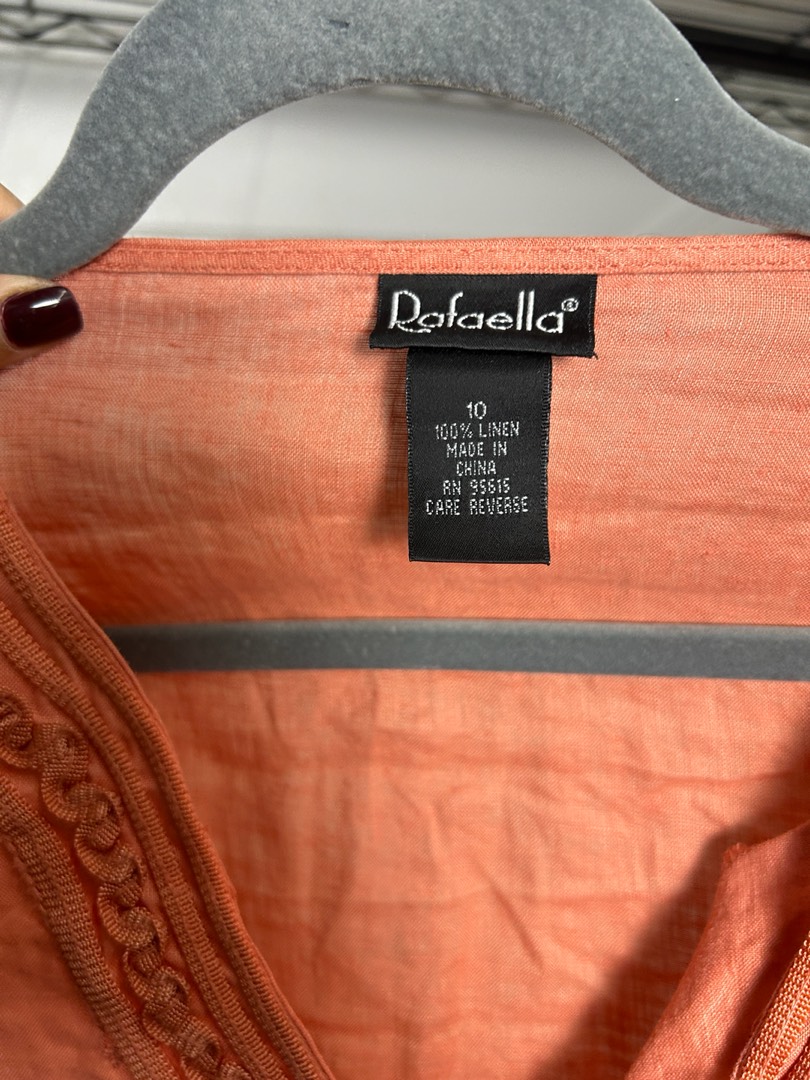 Rafaella®
10
100% LINEN
MADE IN
CHINA
RN 95515
CARE REVERSE